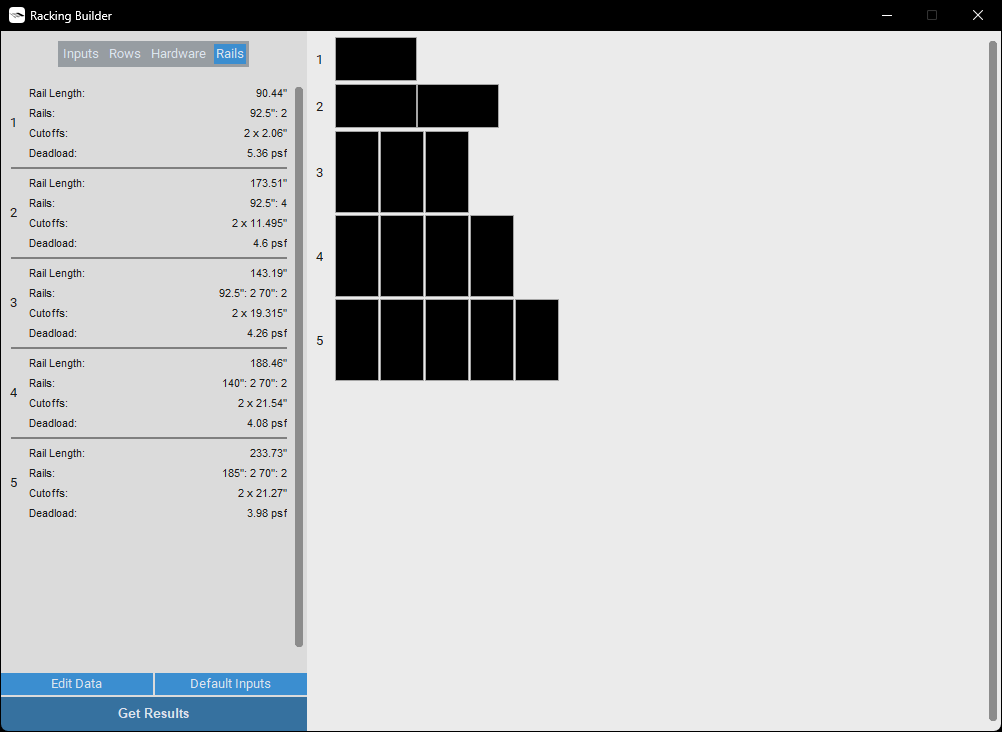 Racking Builder
Inputs Rows Hardware Rails
1
Rail Length: 90.44"
Rails: 92.5": 2
Cutoffs: 2 x 2.06"
Deadload: 5.36 psf
2
Rail Length: 173.51"
Rails: 92.5": 4
Cutoffs: 2 x 11.495"
Deadload: 4.6 psf
3
Rail Length: 143.19"
Rails: 92.5": 2 70": 2
Cutoffs: 2 x 19.315"
Deadload: 4.26 psf
4
Rail Length: 188.46"
Rails: 140": 2 70": 2
Cutoffs: 2 x 21.54"
Deadload: 4.08 psf
5
Rail Length: 233.73"
Rails: 185": 2 70": 2
Cutoffs: 2 x 21.27"
Deadload: 3.98 psf
Edit Data Default Inputs
Get Results
1
2
3
4
5